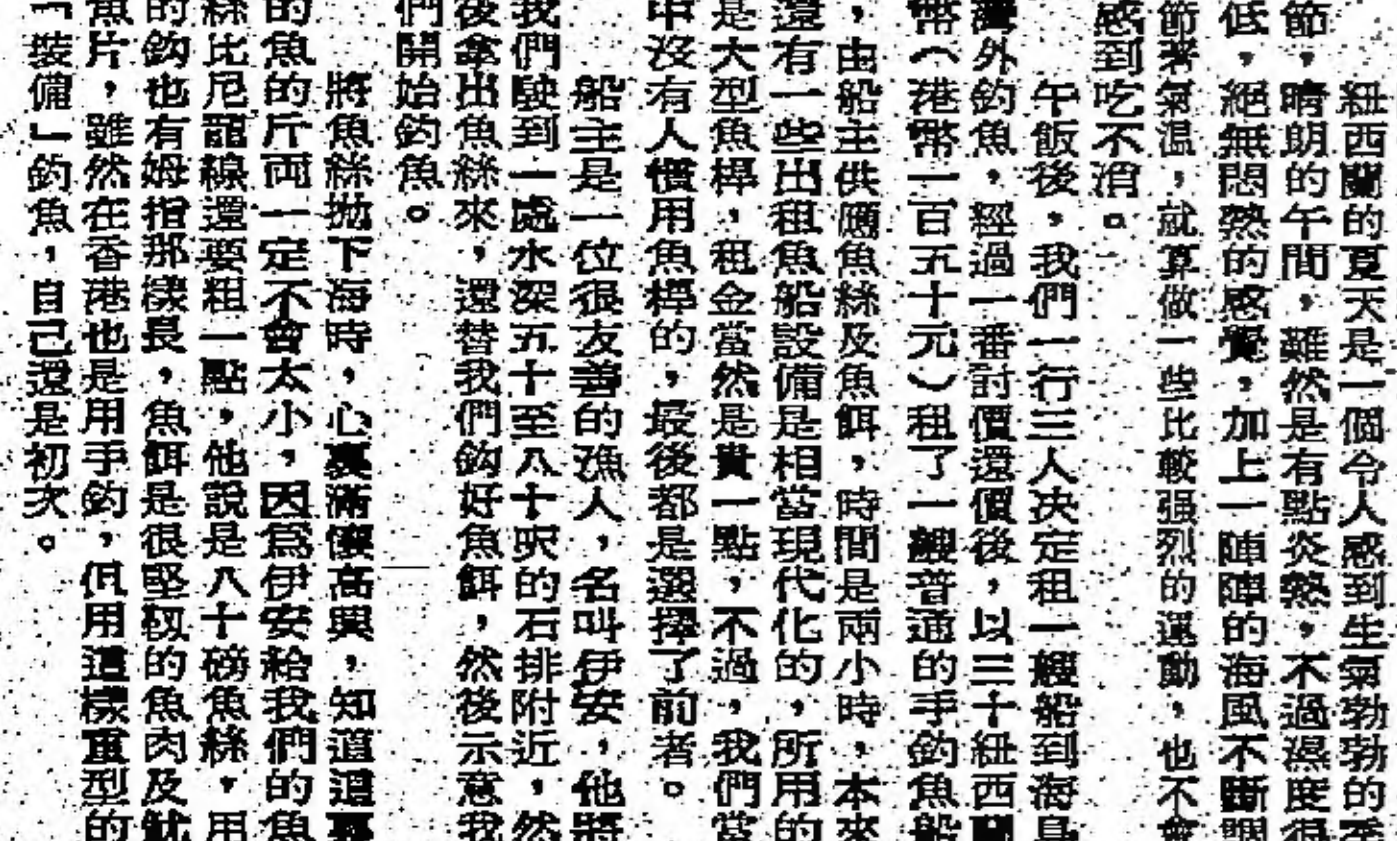 紐西蘭的夏天是一個令人感到生氣勃勃的季
節，晴朗的午間，雖然是有點炎熱，不過濕度很
低，絕無悶熱的感覺，加上一陣陣的海風不斷調
節着氣温，就算做一些比較强烈的運動，也不會
感到吃不消。
午飯後，我們一行三人决定租一艘船到海島
灣外釣魚，經過一番討價還價後，以三十紐西蘭
幣（港幣一百五十元）租了一艘普通的手釣魚船
，由船主供應魚絲及魚餌，時間是兩小時，本來
還有一些出租魚船設備是相當現代化的，所用的
是大型魚桿，租金當然是貴一點，不過，我們當
中沒有人慣用魚桿的，最後都是選擇了前者。
船主是一位很友善的漁人，名叫伊安，他將
我們駛到一處水深五十至八十呎的石排附近，然
後拿出魚絲來，還替我們鈎好魚餌，然後示意我
們開始釣魚。
將魚絲拋下海時，心裏滿懷高興，知道這裏
的魚的斤両一定不會太小，因爲伊安給我們的魚
絲比尼龍線還要粗一點，他說是八十磅魚絲，用
的鈎也有姆指那樣長，魚餌是很堅韌的魚肉及魷
魚片，雖然在香港也是用手釣，但用這樣重型的
「裝備」釣魚，自己還是初次。